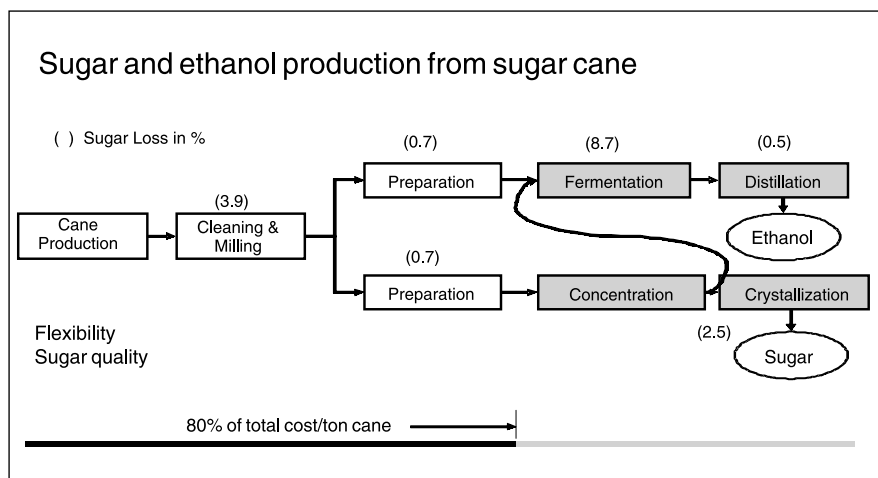 Sugar and ethanol production from sugar cane
( ) Sugar Loss in %
(0.7)
(8.7)
(0.5)
Preparation
Fermentation
Distillation
(3.9)
Cane
Production
Cleaning &
Milling
Ethanol
(0.7)
Preparation
Concentration
Crystallization
(2.5)
Flexibility
Sugar quality
Sugar
80% of total cost/ton cane